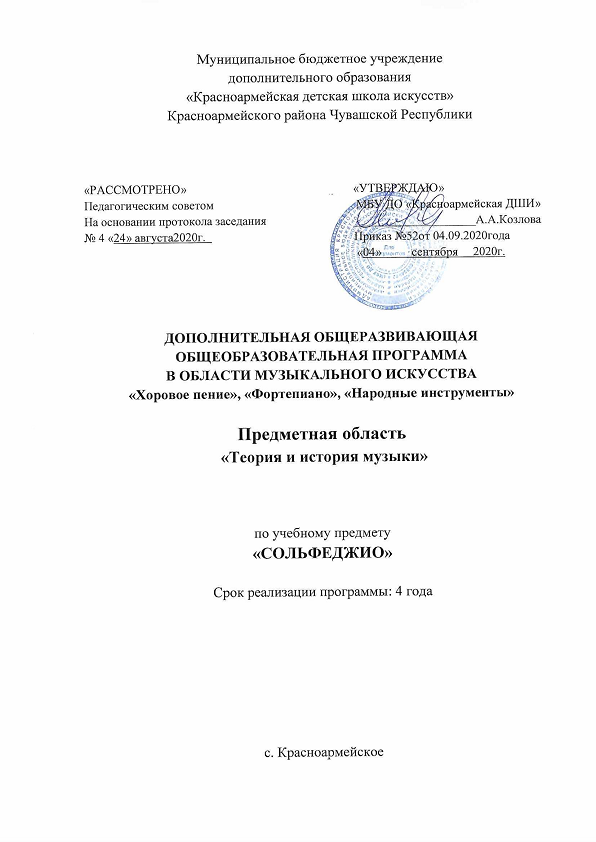 Муниципальное бюджетное учреждение
дополнительного образования
«Красноармейская детская школа искусств»
Красноармейского района Чувашской Республики
«РАССМОТРЕНО»
Педагогическим советом
На основании протокола заседания
№ 4 «24» августа2020г.
«УТВЕРЖДАЮ»
МБУ ДО «Красноармейская ДШИ»
А.А.Козлова
Приказ №52от 04.09.2020года
«04» сентября 2020г.
ДОПОЛНИТЕЛЬНАЯ ОБЩЕРАЗВИВАЮЩАЯ
ОБЩЕОБРАЗОВАТЕЛЬНАЯ ПРОГРАММА
В ОБЛАСТИ МУЗЫКАЛЬНОГО ИСКУССТВА
«Хоровое пение», «Фортепиано», «Народные инструменты»
Предметная область
«Теория и история музыки»
по учебному предмету
«СОЛЬФЕДЖИО»
Срок реализации программы: 4 года
с. Красноармейское